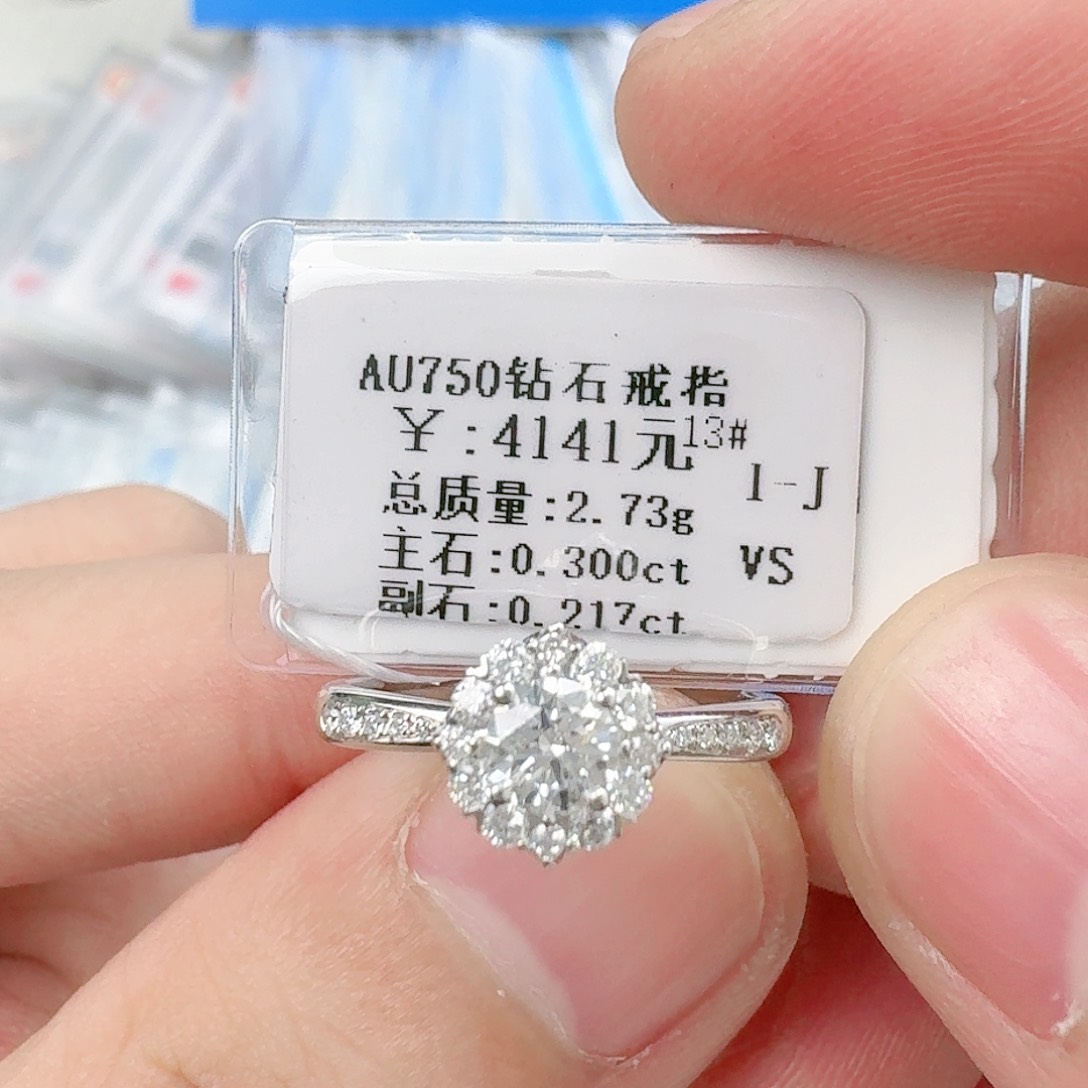 AU750钻石戒指
¥:4141元13#
I-J
总质量:2.73g
主石:0.300ct VS
副石:0.217ct